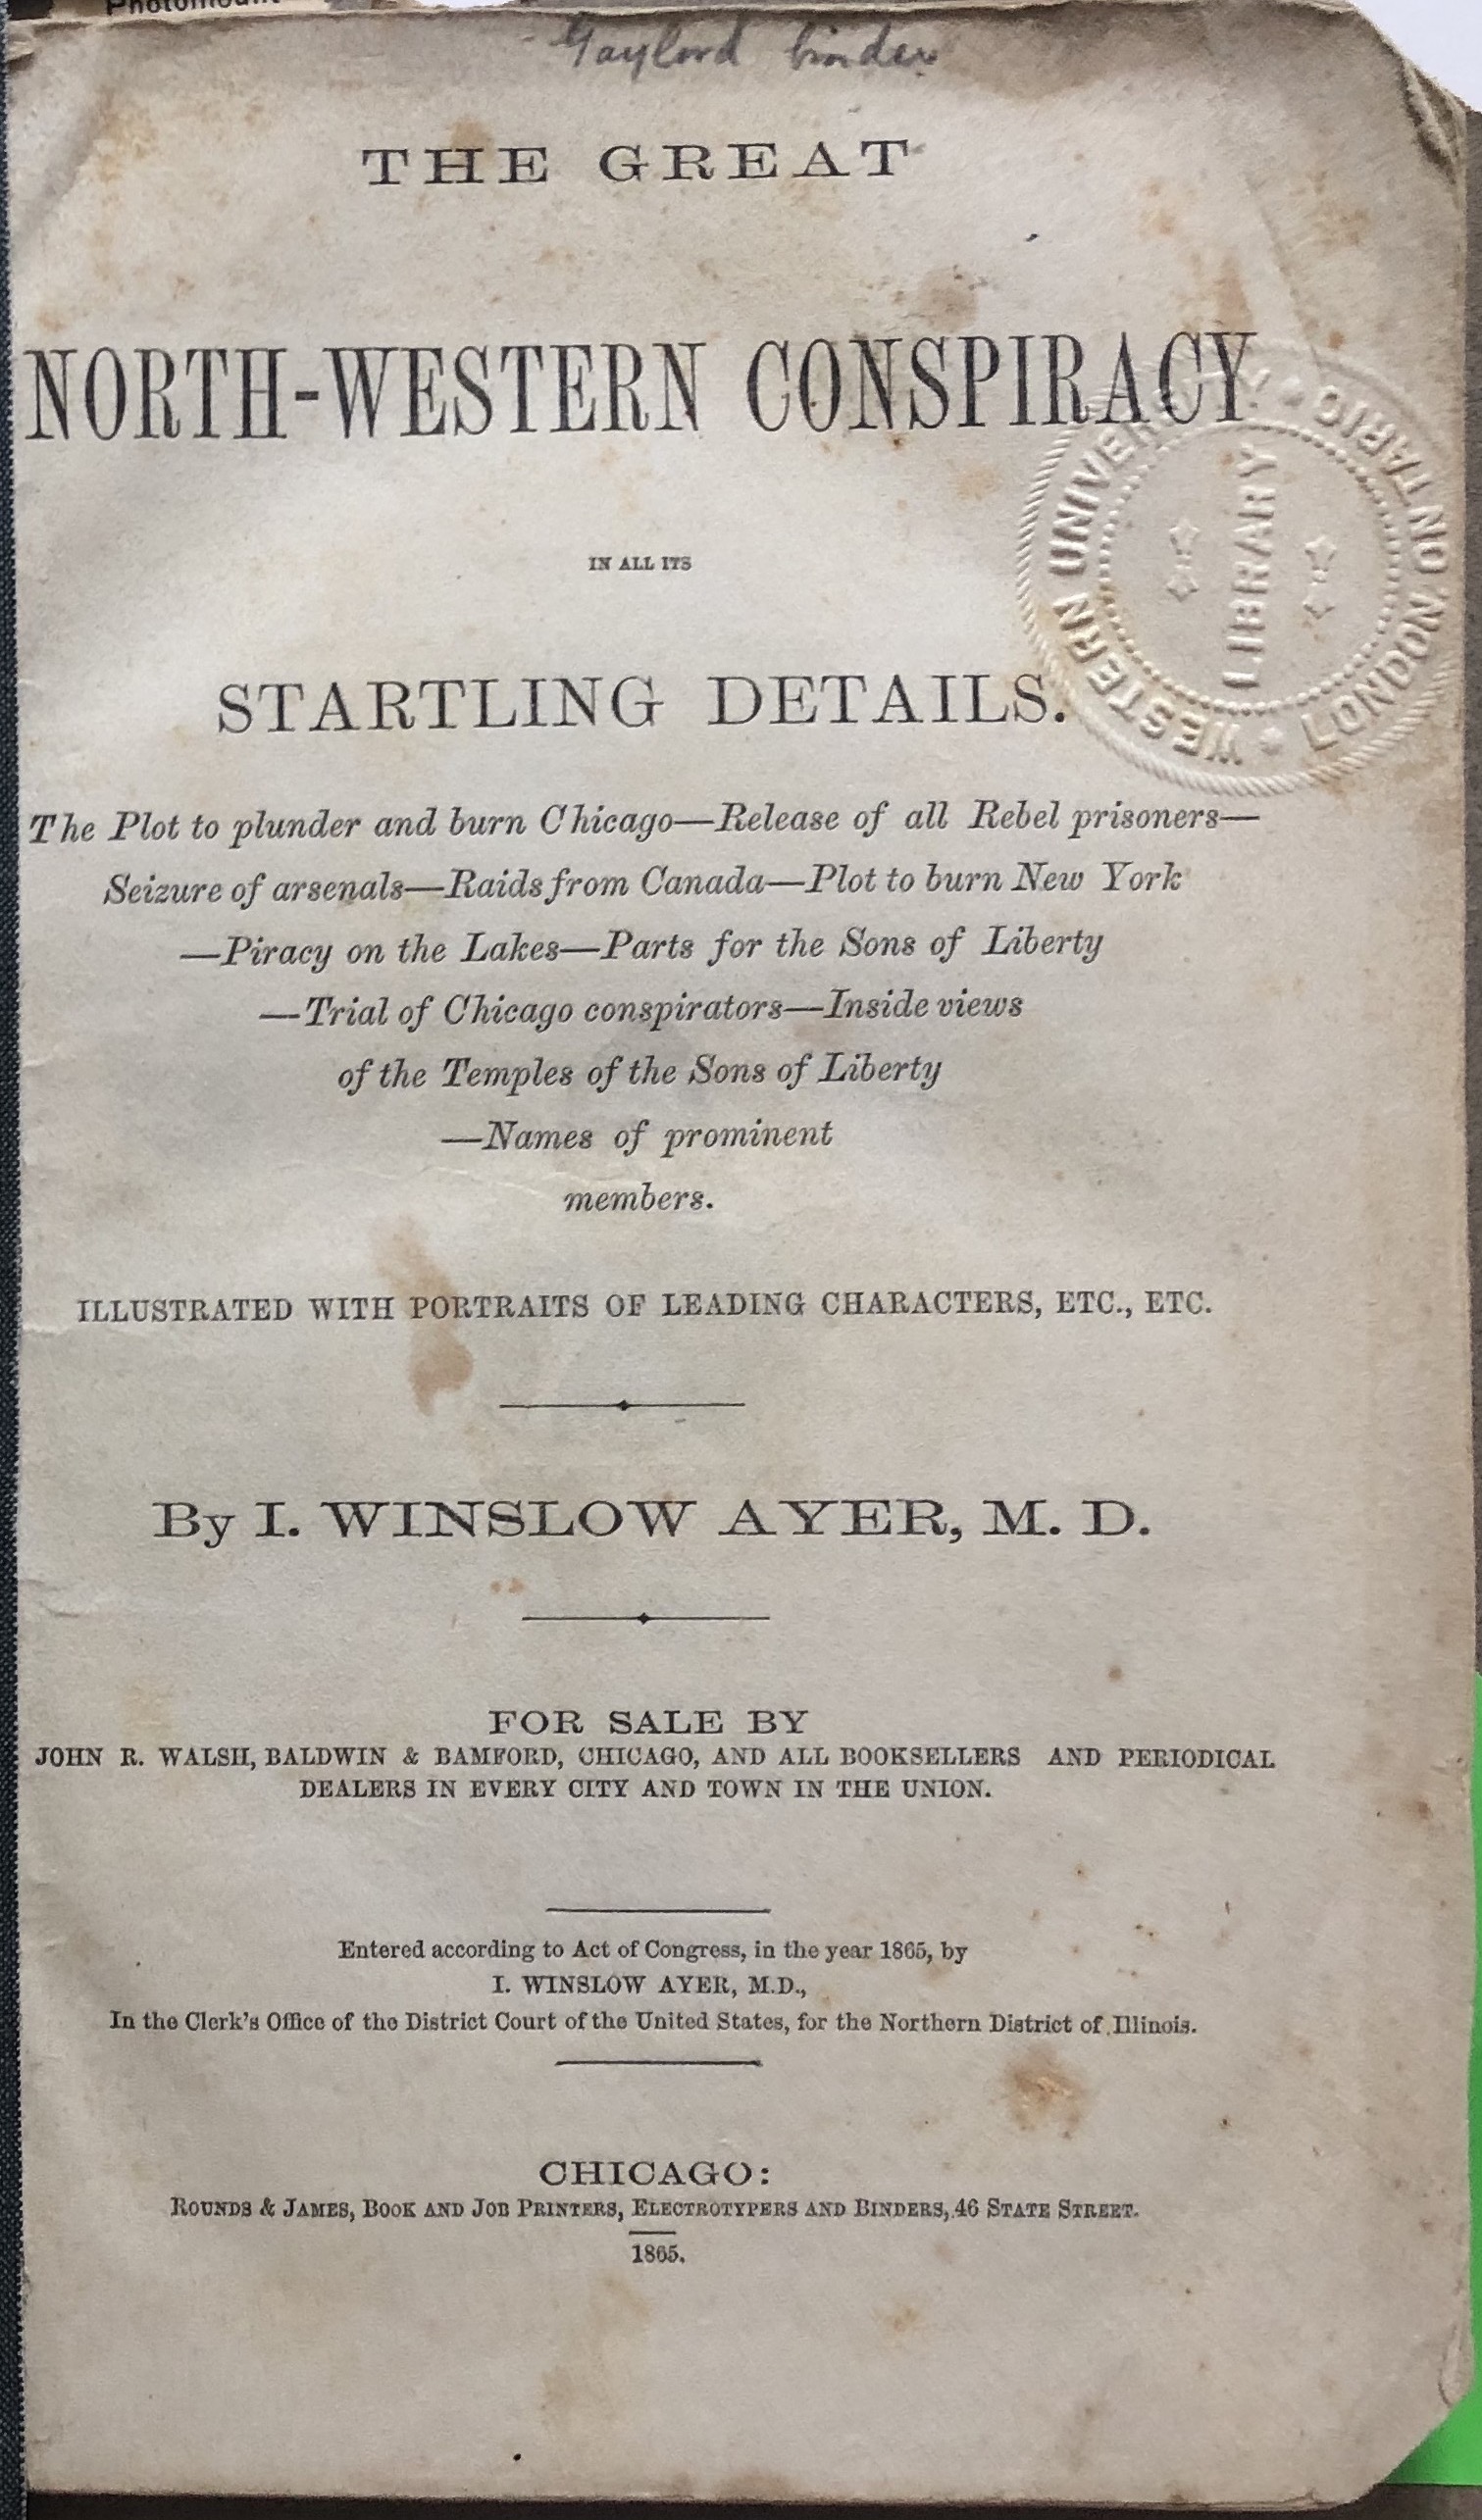 Photomount
Gaylord binder
THE GREAT
NORTH-WESTERN CONSPIRACY
IN ALL ITS
STARTLING DETAILS.
WESTERN UNIVERSITY • LONDON, ONTARIO •
LIBRARY
The Plot to plunder and burn Chicago—Release of all Rebel prisoners—
Seizure of arsenals—Raids from Canada—Plot to burn New York
—Piracy on the Lakes—Parts for the Sons of Liberty
—Trial of Chicago conspirators—Inside views
of the Temples of the Sons of Liberty
—Names of prominent
members.
ILLUSTRATED WITH PORTRAITS OF LEADING CHARACTERS, ETC., ETC.
By I. WINSLOW AYER, M. D.
FOR SALE BY
JOHN R. WALSH, BALDWIN & BAMFORD, CHICAGO, AND ALL BOOKSELLERS AND PERIODICAL
DEALERS IN EVERY CITY AND TOWN IN THE UNION.
Entered according to Act of Congress, in the year 1865, by
I. WINSLOW AYER, M.D.,
In the Clerk's Office of the District Court of the United States, for the Northern District of Illinois.
CHICAGO:
ROUNDS & JAMES, BOOK AND JOB PRINTERS, ELECTROTYPERS AND BINDERS, 46 STATE STREET.
1865.